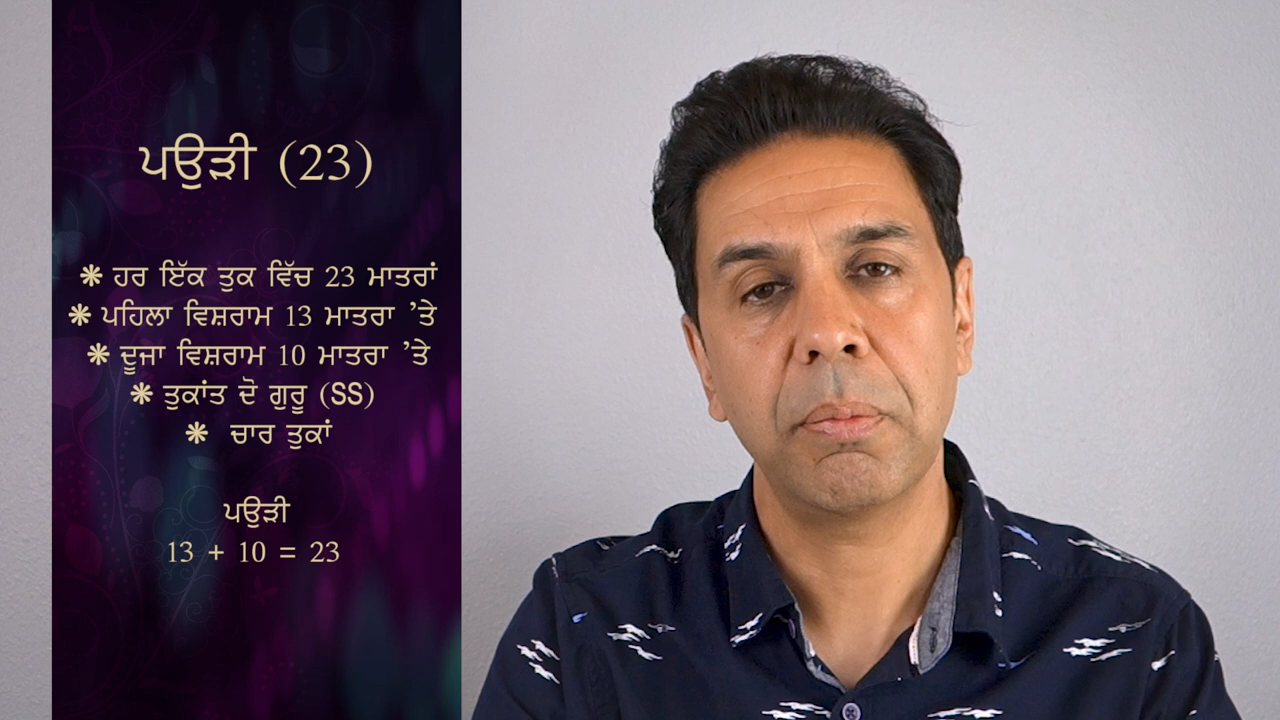 ਪਉੜੀ (23)
❋ ਹਰ ਇੱਕ ਤੁਕ ਵਿੱਚ 23 ਮਾਤਰਾਂ
❋ ਪਹਿਲਾ ਵਿਸ਼ਰਾਮ 13 ਮਾਤਰਾ ’ਤੇ
❋ ਦੂਜਾ ਵਿਸ਼ਰਾਮ 10 ਮਾਤਰਾ ’ਤੇ
❋ ਤੁਕਾਂਤ ਦੋ ਗੁਰੂ (SS)
❋ ਚਾਰ ਤੁਕਾਂ
ਪਉੜੀ
13 + 10 = 23